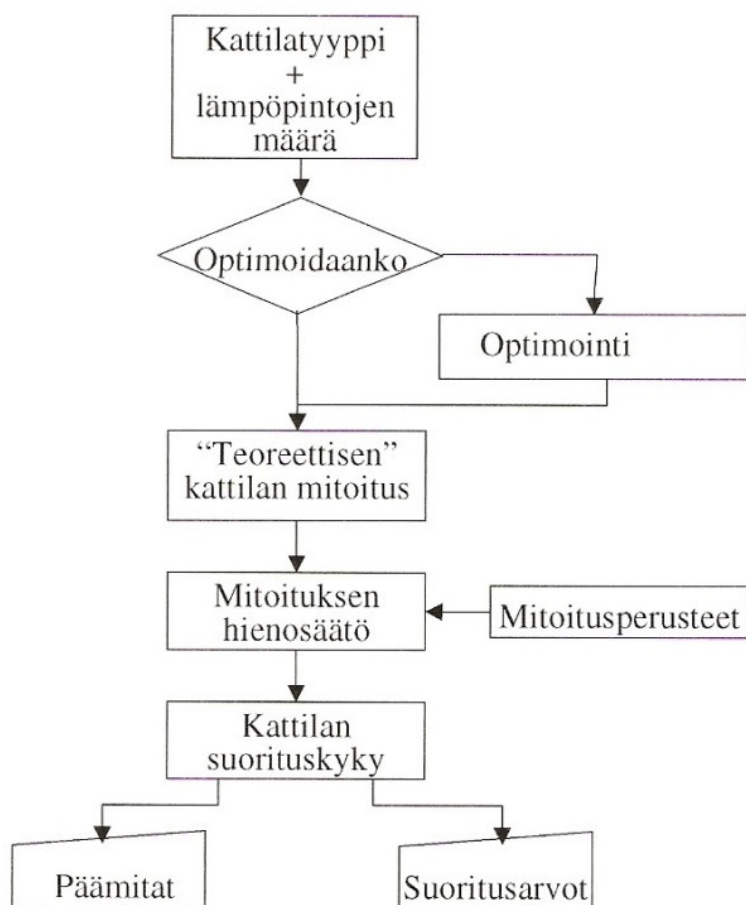 Kattilatyyppi
+
lämpöpintojen
määrä
Optimoidaanko
Optimointi
“Teoreettisen”
kattilan mitoitus
Mitoituksen
hienosäätö
Mitoitusperusteet
Kattilan
suorituskyky
Päämitat
Suoritusarvot